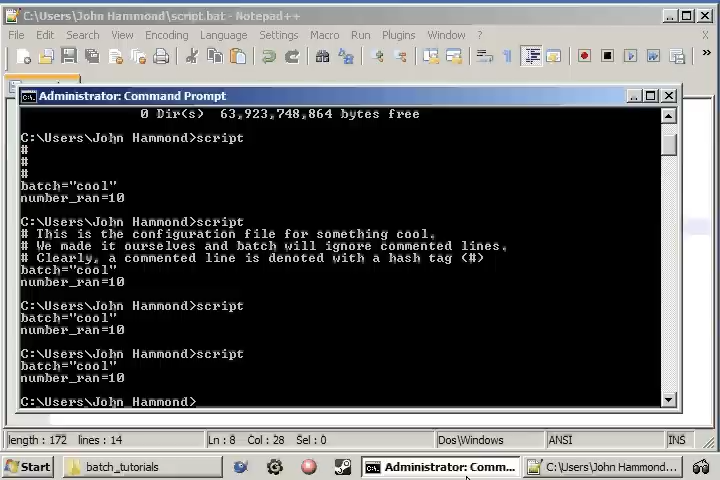 C:\Users\John Hammond\script.bat - Notepad++
File Edit Search View Encoding Language Settings Macro Run Plugins Window ? X
»
Administrator: Command Prompt
0 Dir(s) 63,923,748,864 bytes free
C:\Users\John Hammond>script
#
#
#
batch="cool"
number_ran=10
C:\Users\John Hammond>script
# This is the configuration file for something cool.
# We made it ourselves and batch will ignore commented lines.
# Clearly, a commented line is denoted with a hash tag (#)
batch="cool"
number_ran=10
C:\Users\John Hammond>script
batch="cool"
number_ran=10
C:\Users\John Hammond>script
batch="cool"
number_ran=10
C:\Users\John Hammond>
length : 172 lines : 14 Ln : 8 Col : 28 Sel : 0 Dos\Windows ANSI INS
Start batch_tutorials Administrator: Comm... C:\Users\John Hammond...